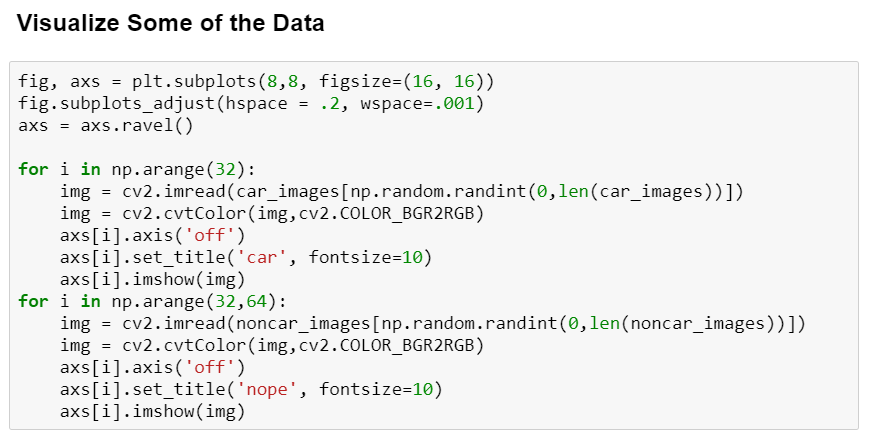 Visualize Some of the Data
fig, axs = plt.subplots(8,8, figsize=(16, 16))
fig.subplots_adjust(hspace = .2, wspace=.001)
axs = axs.ravel()

for i in np.arange(32):
    img = cv2.imread(car_images[np.random.randint(0,len(car_images))])
    img = cv2.cvtColor(img,cv2.COLOR_BGR2RGB)
    axs[i].axis('off')
    axs[i].set_title('car', fontsize=10)
    axs[i].imshow(img)
for i in np.arange(32,64):
    img = cv2.imread(noncar_images[np.random.randint(0,len(noncar_images))])
    img = cv2.cvtColor(img,cv2.COLOR_BGR2RGB)
    axs[i].axis('off')
    axs[i].set_title('nope', fontsize=10)
    axs[i].imshow(img)